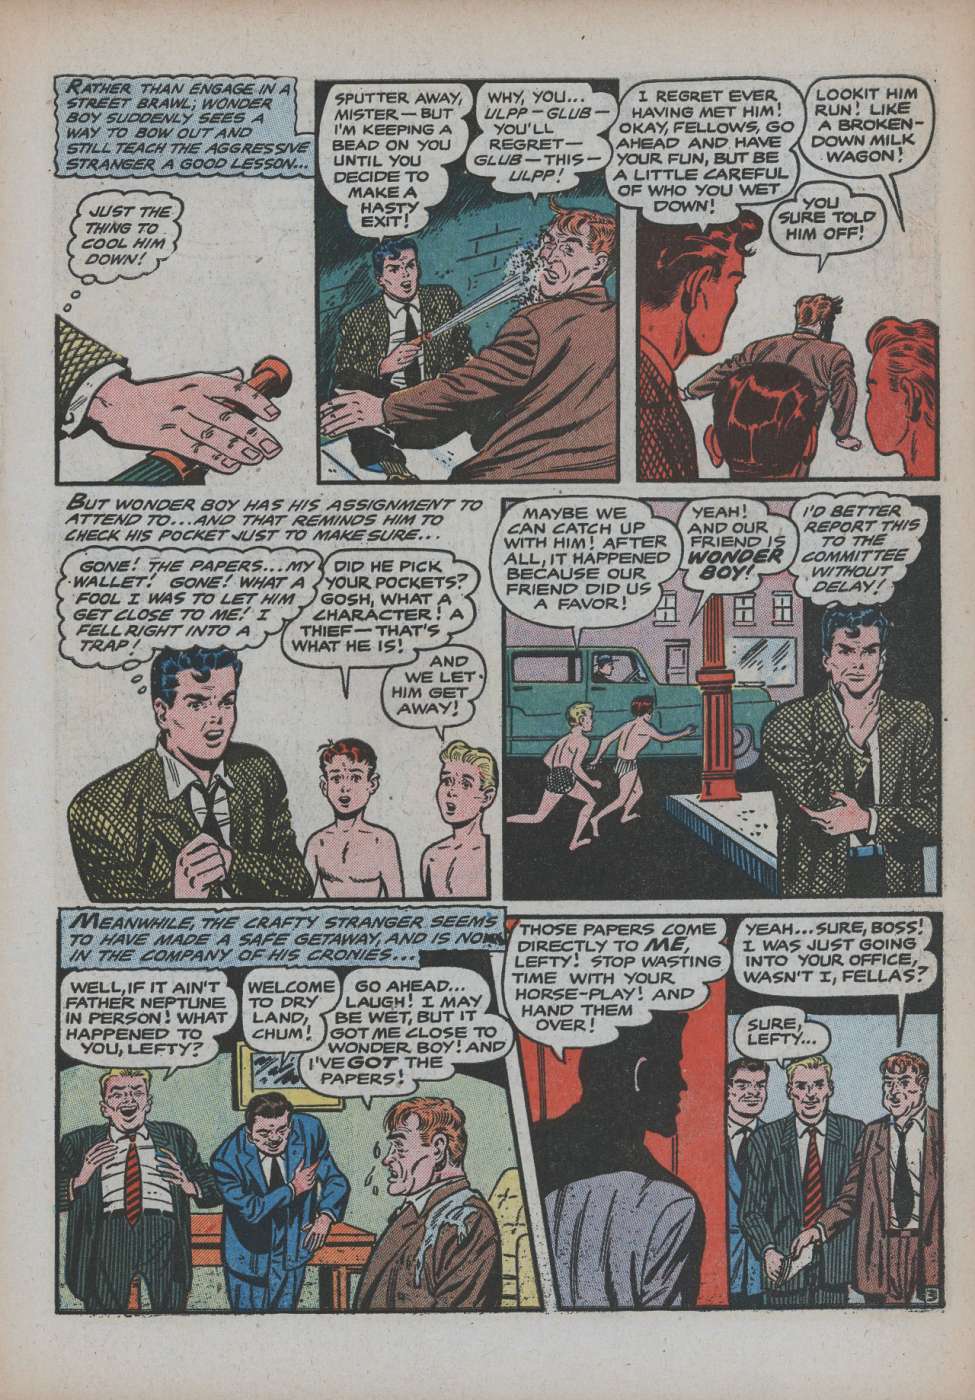 RATHER THAN ENGAGE IN A
STREET BRAWL, WONDER
BOY SUDDENLY SEES A
WAY TO BOW OUT AND
STILL TEACH THE AGGRESSIVE
STRANGER A GOOD LESSON...
JUST THE
THING TO
COOL HIM
DOWN!
SPUTTER AWAY,
MISTER—BUT
I'M KEEPING A
BEAD ON YOU
UNTIL YOU
DECIDE TO
MAKE A
HASTY
EXIT!
WHY, YOU...
ULPP-GLUB-
YOU'LL
REGRET—
GLUB—THIS—
ULPP!
I REGRET EVER
HAVING MET HIM!
OKAY, FELLOWS, GO
AHEAD AND HAVE
YOUR FUN, BUT BE
A LITTLE CAREFUL
OF WHO YOU WET
DOWN!
YOU
SURE TOLD
HIM OFF!
LOOKIT HIM
RUN! LIKE
A BROKEN-
DOWN MILK
WAGON!
BUT WONDER BOY HAS HIS ASSIGNMENT TO
ATTEND TO...AND THAT REMINDS HIM TO
CHECK HIS POCKET JUST TO MAKE SURE...
GONE! THE PAPERS...MY
WALLET! GONE! WHAT A
FOOL I WAS TO LET HIM
GET CLOSE TO ME! I
FELL RIGHT INTO A
TRAP!
DID HE PICK
YOUR POCKETS?
GOSH, WHAT A
CHARACTER! A
THIEF—THAT'S
WHAT HE IS!
AND
WE LET
HIM GET
AWAY!
MAYBE WE
CAN CATCH UP
WITH HIM! AFTER
ALL, IT HAPPENED
BECAUSE OUR
FRIEND DID US
A FAVOR!
YEAH!
AND OUR
FRIEND IS
WONDER
BOY!
I'D BETTER
REPORT THIS
TO THE
COMMITTEE
WITHOUT
DELAY!
MEANWHILE, THE CRAFTY STRANGER SEEMS
TO HAVE MADE A SAFE GETAWAY, AND IS NOW
IN THE COMPANY OF HIS CRONIES...
WELL, IF IT AIN'T
FATHER NEPTUNE
IN PERSON! WHAT
HAPPENED TO
YOU, LEFTY?
WELCOME
TO DRY
LAND,
CHUM!
GO AHEAD...
LAUGH! I MAY
BE WET, BUT IT
GOT ME CLOSE TO
WONDER BOY! AND
I'VE GOT THE
PAPERS!
THOSE PAPERS COME
DIRECTLY TO ME,
LEFTY! STOP WASTING
TIME WITH YOUR
HORSE-PLAY! AND
HAND THEM
OVER!
YEAH...SURE, BOSS!
I WAS JUST GOING
INTO YOUR OFFICE,
WASN'T I, FELLAS?
SURE,
LEFTY...
3